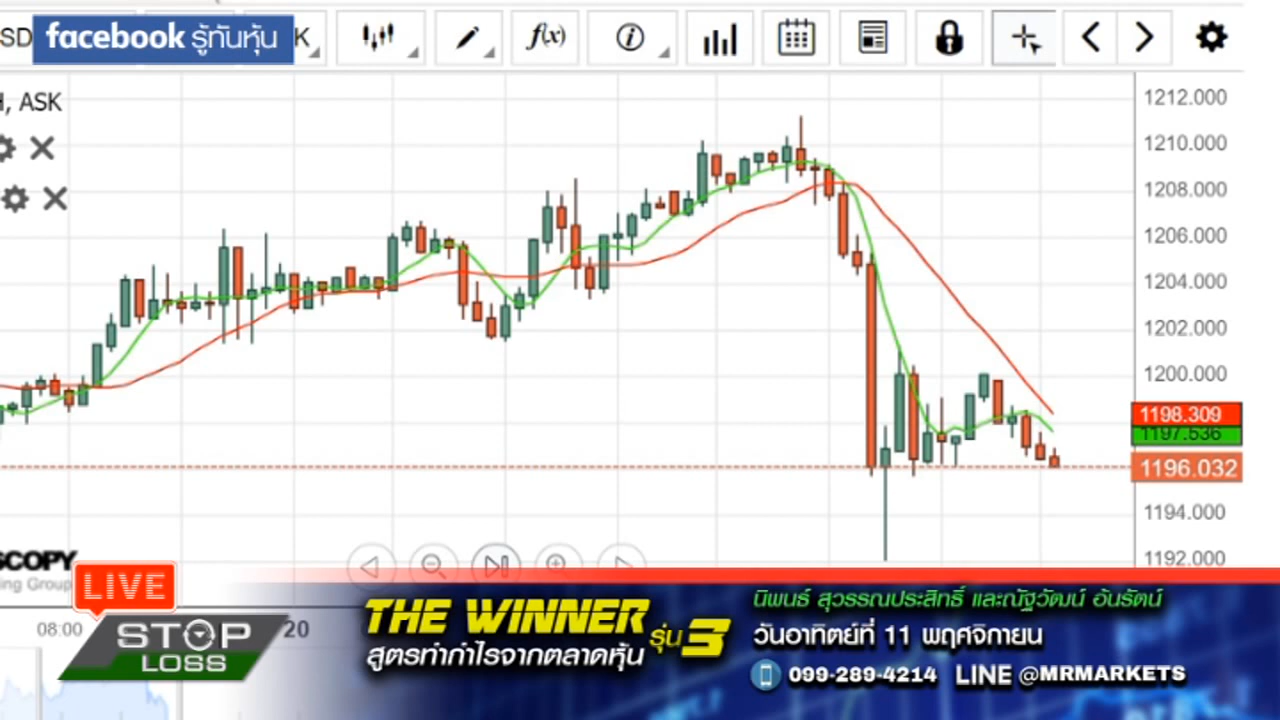 SD facebook รู้ทันหุ้น K f(x)
H, ASK
1212.000
1210.000
1208.000
1206.000
1204.000
1202.000
1200.000
1198.309
1197.536
1196.032
1194.000
1192.000
SCOPY
ing Group
LIVE
08:00
20
STOP
LOSS
THE WINNER รุ่น 3
สูตรทำกำไรจากตลาดหุ้น
นิพนธ์ สุวรรณประสิทธิ์ และณัฐวัฒน์ อ้นรัตน์
วันอาทิตย์ที่ 11 พฤศจิกายน
099-289-4214 LINE @MRMARKETS